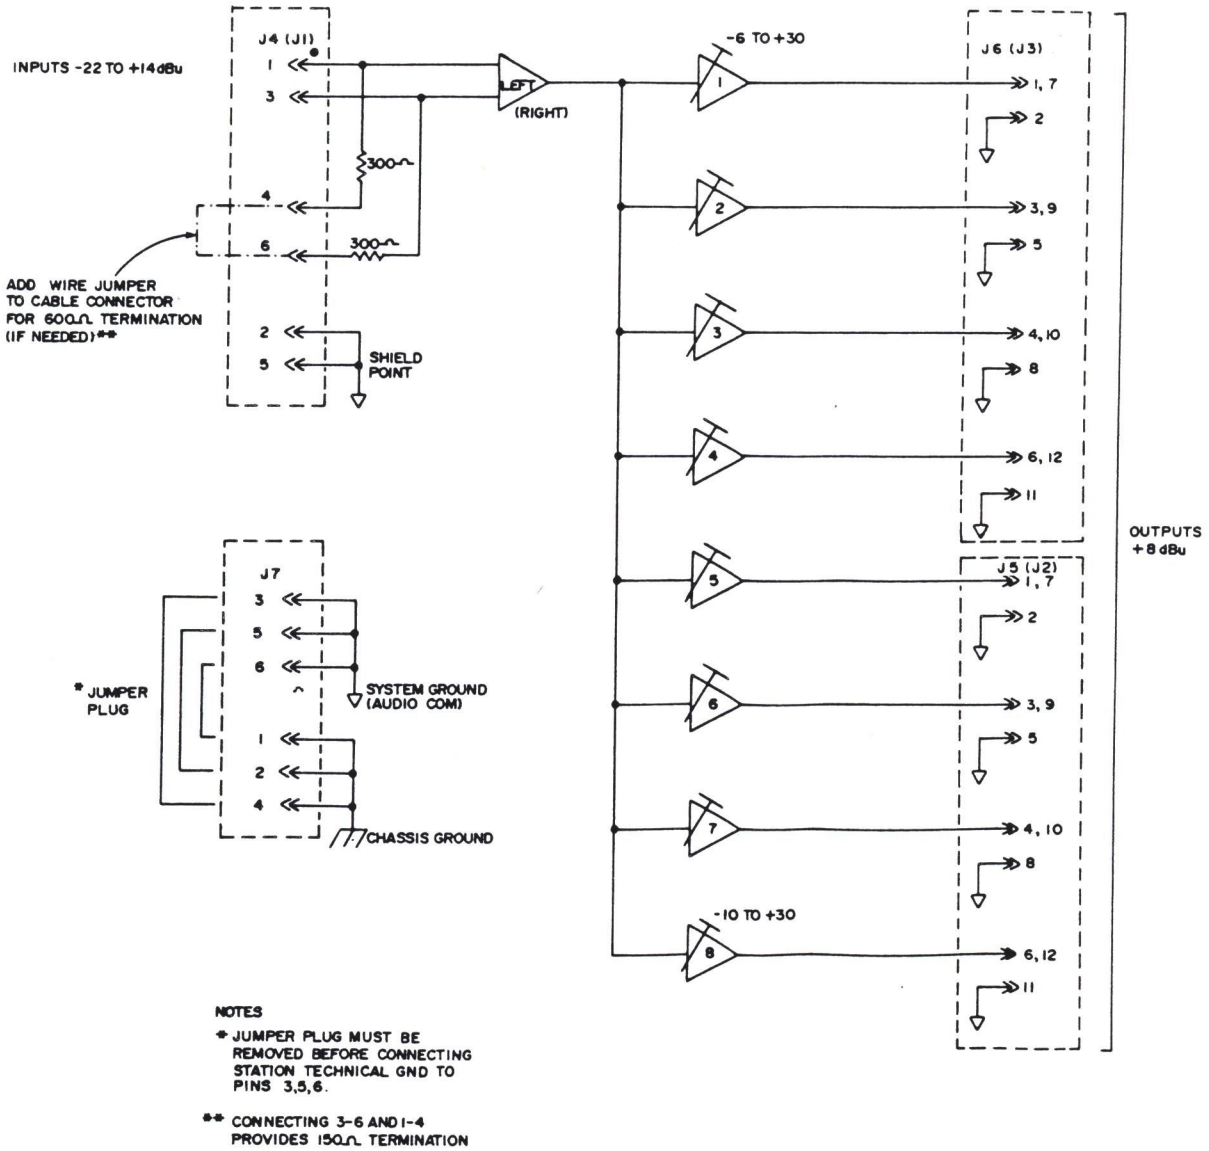 INPUTS -22 TO +14dBu
J4 (J1)
1
3
4
6
2
5
300Ω
300Ω
ADD WIRE JUMPER
TO CABLE CONNECTOR
FOR 600Ω TERMINATION
(IF NEEDED)**
SHIELD
POINT
LEFT
(RIGHT)
-6 TO +30
1
2
3
4
5
6
7
-10 TO +30
8
J6 (J3)
1, 7
2
3, 9
5
4, 10
8
6, 12
11
J5 (J2)
1, 7
2
3, 9
5
4, 10
8
6, 12
11
OUTPUTS
+8 dBu
J7
3
5
6
1
2
4
* JUMPER
PLUG
SYSTEM GROUND
(AUDIO COM)
CHASSIS GROUND
NOTES
* JUMPER PLUG MUST BE
REMOVED BEFORE CONNECTING
STATION TECHNICAL GND TO
PINS 3,5,6.
** CONNECTING 3-6 AND 1-4
PROVIDES 150Ω TERMINATION